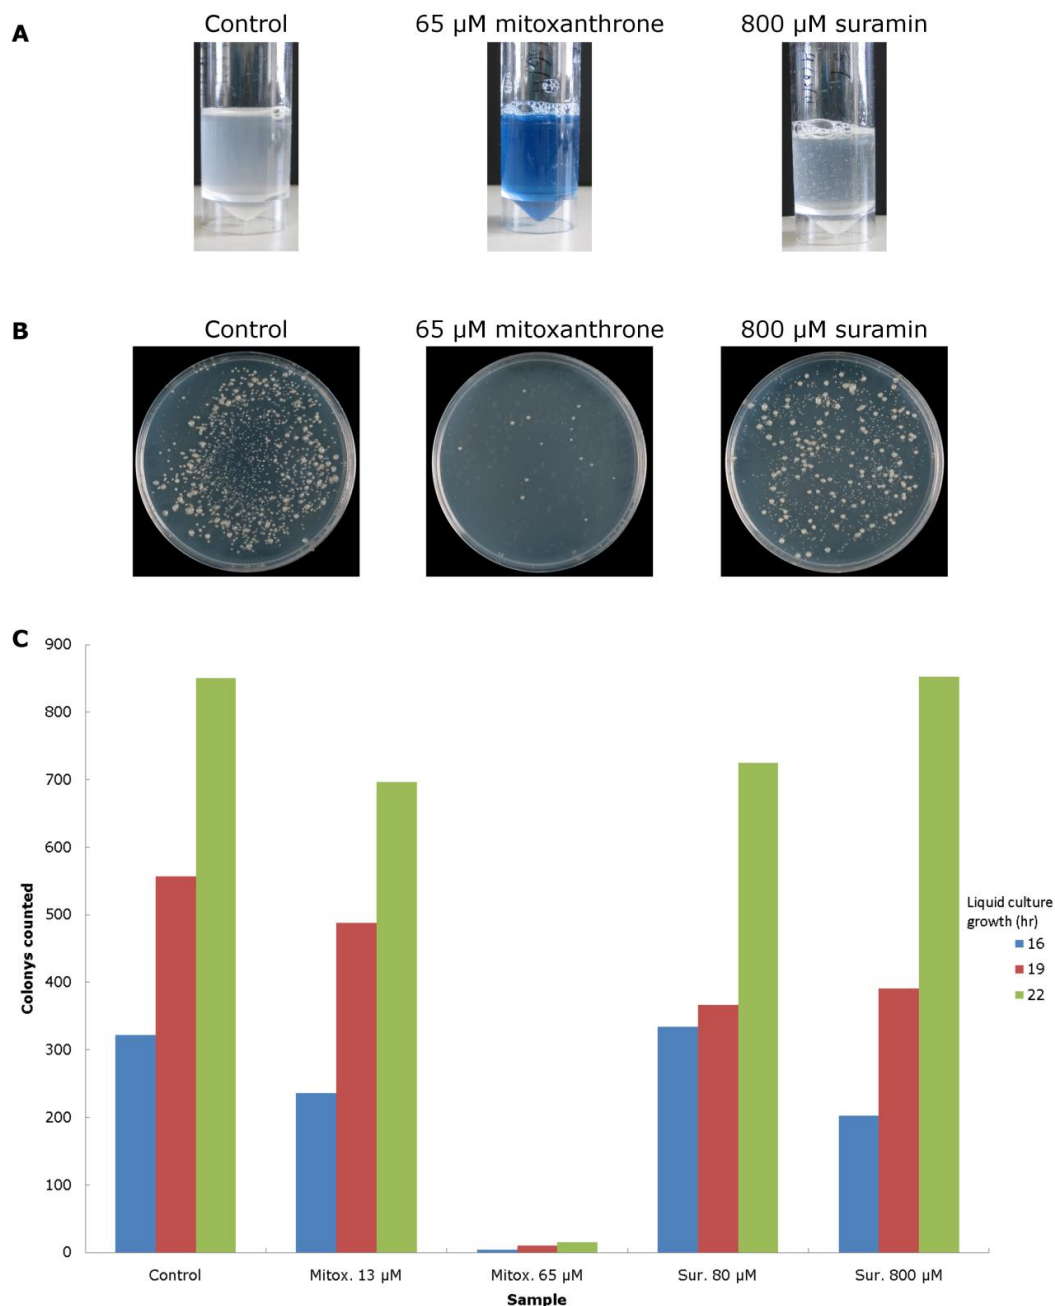 A
Control
65 µM mitoxanthrone
800 µM suramin
B
Control
65 µM mitoxanthrone
800 µM suramin
C
900
800
700
600
500
400
300
200
100
0
Colonys counted
Control
Mitox. 13 µM
Mitox. 65 µM
Sur. 80 µM
Sur. 800 µM
Sample
Liquid culture
growth (hr)
16
19
22